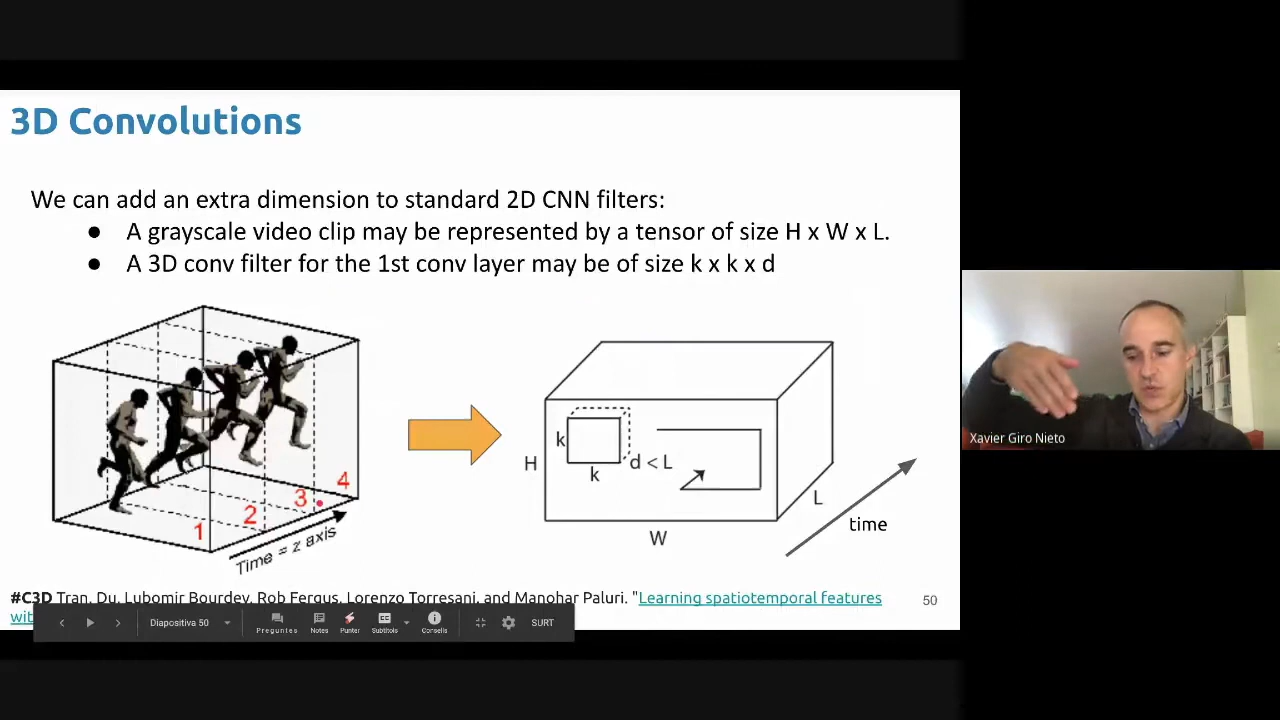 3D Convolutions
We can add an extra dimension to standard 2D CNN filters:
● A grayscale video clip may be represented by a tensor of size H x W x L.
● A 3D conv filter for the 1st conv layer may be of size k x k x d
1
2
3
4
Time = z axis
H
k
k
d < L
W
L
time
Xavier Giro Nieto
#C3D Tran, Du, Lubomir Bourdev, Rob Fergus, Lorenzo Torresani, and Manohar Paluri. "Learning spatiotemporal features
wit
50
Diapositiva 50
Preguntes
Notes
Punter
Subtítols
Consells
SURT